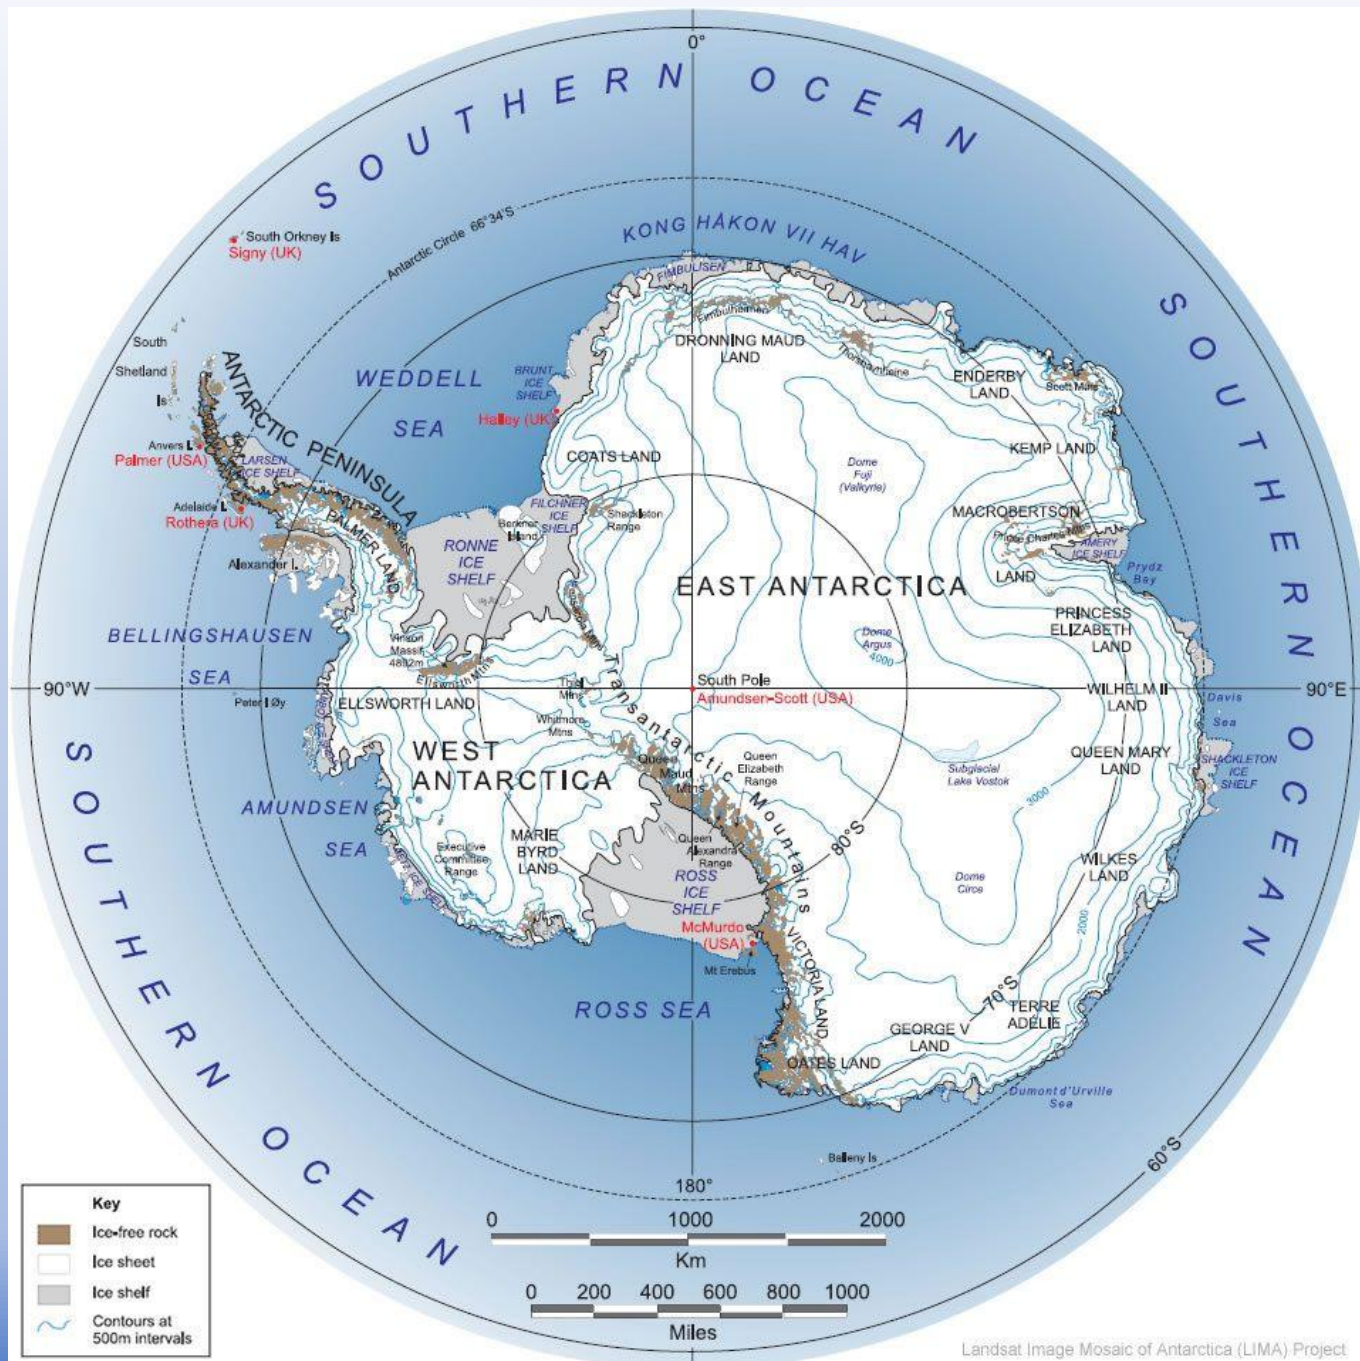 0°
SOUTHERN OCEAN
Antarctic Circle 66°34'S
KONG HÅKON VII HAV
South Orkney Is
Signy (UK)
FIMBULISEN
Fimbulheimen
DRONNING MAUD
LAND
Thorshavnheine
ENDERBY
LAND
Scott Mtns
SOUTHERN OCEAN
South
Shetland
Is
ANTARCTIC PENINSULA
WEDDELL
SEA
BRUNT
ICE
SHELF
Halley (UK)
KEMP LAND
Anvers I.
Palmer (USA)
LARSEN
ICE SHELF
COATS LAND
Dome
Fuji
(Valkyrie)
Adelaide I.
Rothera (UK)
PALMER LAND
Alexander I.
FILCHNER
ICE
SHELF
Berkner
Island
Shackleton
Range
RONNE
ICE
SHELF
MACROBERTSON
Prince Charles Mtns
AMERY
ICE SHELF
LAND
Prydz
Bay
EAST ANTARCTICA
PRINCESS
ELIZABETH
LAND
BELLINGSHAUSEN
SEA
Vinson
Massif
4892m
Ellsworth Mtn's
Dome
Argus
4000
Transantarctic Mountains
90°W
Peter I Øy
ELLSWORTH LAND
Thiel
Mtns
South Pole
Amundsen-Scott (USA)
WILHELM II
LAND
90°E
Davis
Sea
Whitmore
Mtns
WEST
ANTARCTICA
Queen
Maud
Mtns
Queen
Elizabeth
Range
Subglacial
Lake Vostok
QUEEN MARY
LAND
SHACKLETON
ICE
SHELF
3000
AMUNDSEN
SEA
Executive
Committee
Range
MARIE
BYRD
LAND
Queen
Alexandra
Range
80°S
ROSS
ICE
SHELF
Dome
Circe
WILKES
LAND
2000
McMurdo
(USA)
Mt Erebus
VICTORIA LAND
ROSS SEA
70°S
TERRE
ADELIE
GEORGE V
LAND
OATES LAND
Dumont d'Urville
Sea
SOUTHERN OCEAN
Balleny Is
60°S
180°
Key
Ice-free rock
Ice sheet
Ice shelf
Contours at
500m intervals
0 1000 2000
Km
0 200 400 600 800 1000
Miles
Landsat Image Mosaic of Antarctica (LIMA) Project